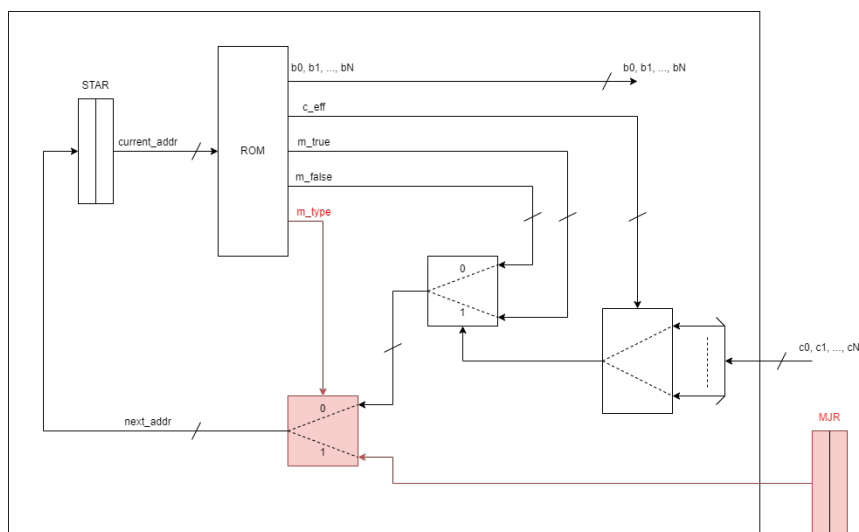 b0, b1, ..., bN
b0, b1, ..., bN
STAR
c_eff
current_addr
ROM
m_true
m_false
m_type
0
1
c0, c1, ..., cN
0
next_addr
1
MJR